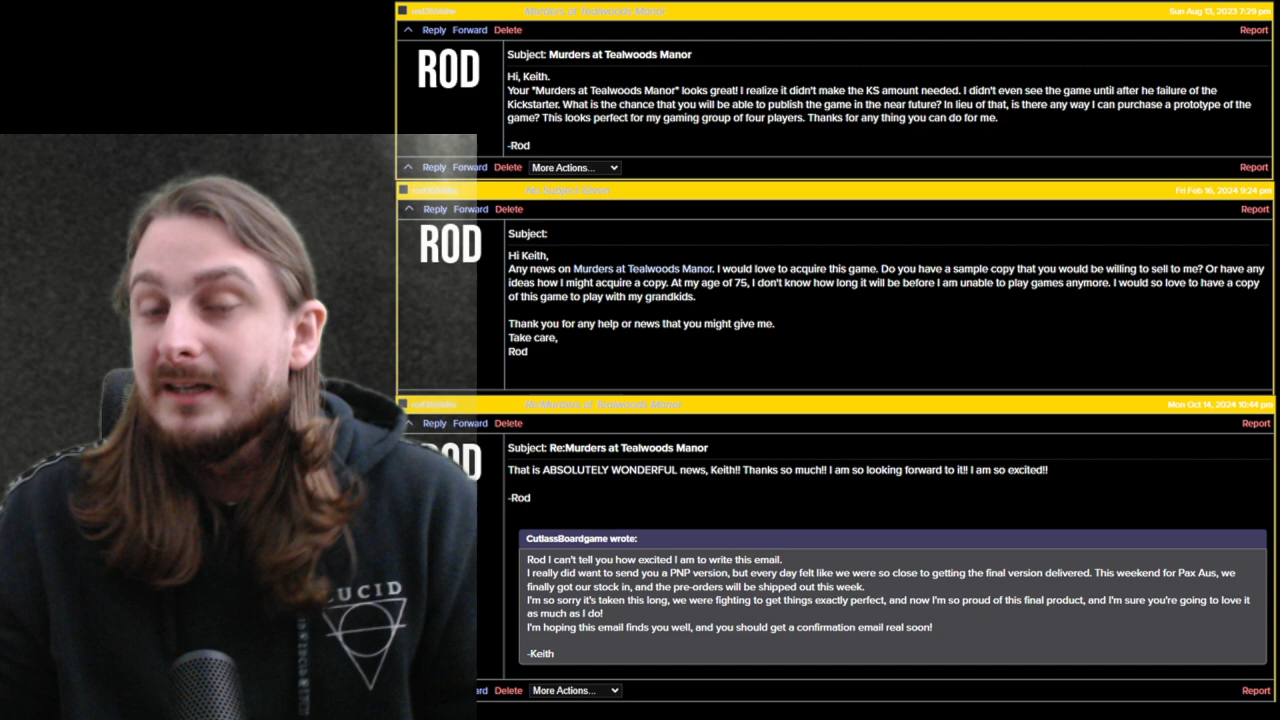 Murders at Tealwoods Manor Sun Aug 13, 2023 7:29 pm
Reply Forward Delete Report
ROD
Subject: Murders at Tealwoods Manor
Hi, Keith.
Your "Murders at Tealwoods Manor" looks great! I realize it didn't make the KS amount needed. I didn't even see the game until after he failure of the
Kickstarter. What is the chance that you will be able to publish the game in the near future? In lieu of that, is there any way I can purchase a prototype of the
game? This looks perfect for my gaming group of four players. Thanks for any thing you can do for me.
-Rod
Reply Forward Delete More Actions... Report
Fri Feb 16, 2024 9:24 pm
Reply Forward Delete Report
ROD
Subject:
Hi Keith,
Any news on Murders at Tealwoods Manor. I would love to acquire this game. Do you have a sample copy that you would be willing to sell to me? Or have any
ideas how I might acquire a copy. At my age of 75, I don't know how long it will be before I am unable to play games anymore. I would so love to have a copy
of this game to play with my grandkids.
Thank you for any help or news that you might give me.
Take care,
Rod
Re:Murders at Tealwoods Manor Mon Oct 14, 2024 10:44 pm
Reply Forward Delete Report
Subject: Re:Murders at Tealwoods Manor
That is ABSOLUTELY WONDERFUL news, Keith!! Thanks so much!! I am so looking forward to it!! I am so excited!!
-Rod
CutlassBoardgame wrote:
Rod I can't tell you how excited I am to write this email.
I really did want to send you a PNP version, but every day felt like we were so close to getting the final version delivered. This weekend for Pax Aus, we
finally got our stock in, and the pre-orders will be shipped out this week.
I'm so sorry it's taken this long, we were fighting to get things exactly perfect, and now I'm so proud of this final product, and I'm sure you're going to love it
as much as I do!
I'm hoping this email finds you well, and you should get a confirmation email real soon!
-Keith
Delete More Actions... Report
LUCID